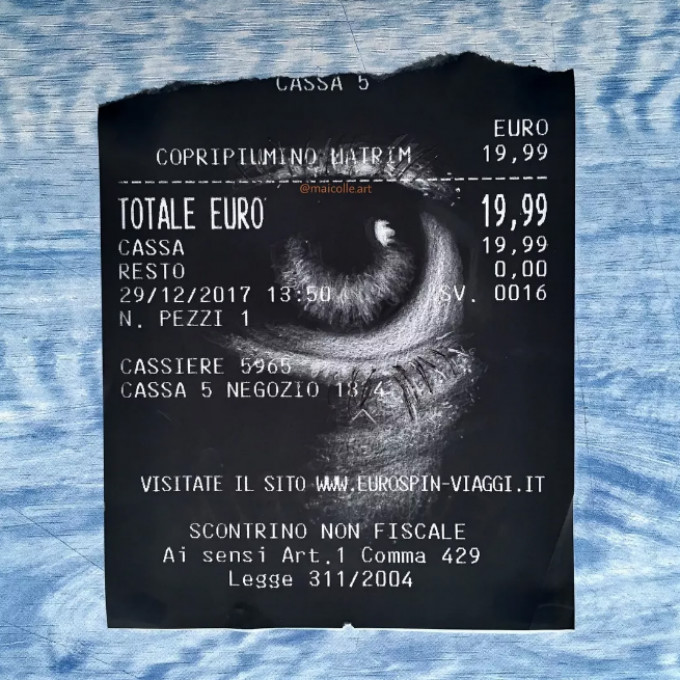 CASSA 5
EURO
COPRIPIUMINO MATRIM 19,99
@maicolle.art
TOTALE EURO 19,99
CASSA 19,99
RESTO 0,00
29/12/2017 13:50 SV. 0016
N. PEZZI 1
CASSIERE 5965
CASSA 5 NEGOZIO
VISITATE IL SITO WWW.EUROSPIN-VIAGGI.IT
SCONTRINO NON FISCALE
Ai sensi Art.1 Comma 429
Legge 311/2004